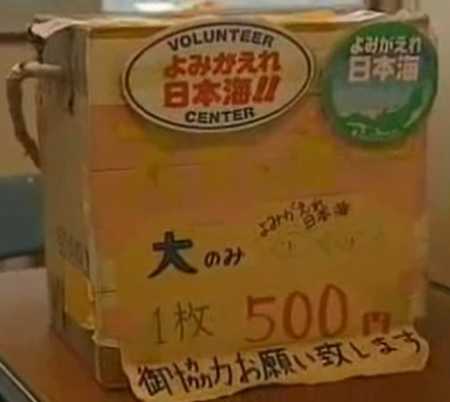 VOLUNTEER
よみがえれ
日本海!!
CENTER
よみがえれ
日本海
よみがえれ
日本海
大のみ
1枚 500円
御協力お願い致します